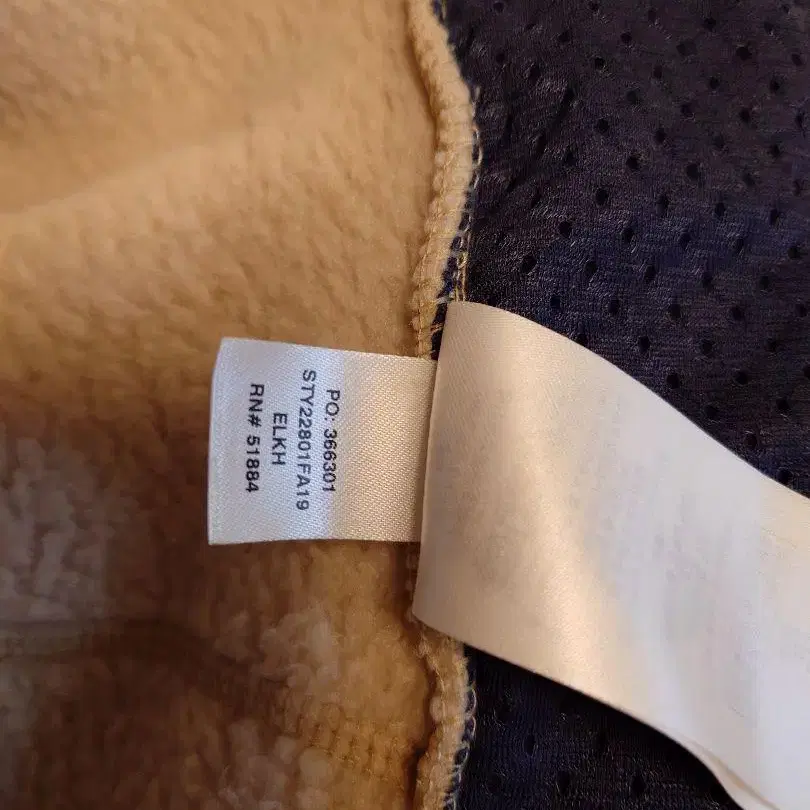 PO: 366301
STY22801FA19
ELKH
RN# 51884